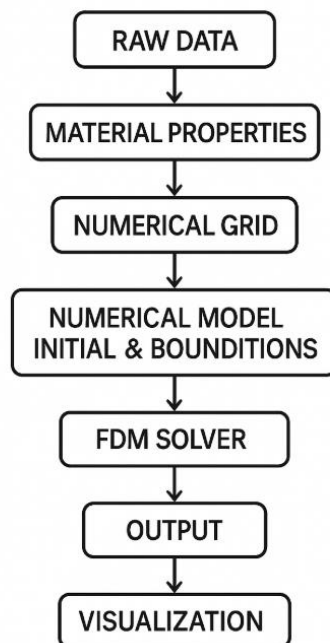 RAW DATA
MATERIAL PROPERTIES
NUMERICAL GRID
NUMERICAL MODEL
INITIAL & BOUNDITIONS
FDM SOLVER
OUTPUT
VISUALIZATION